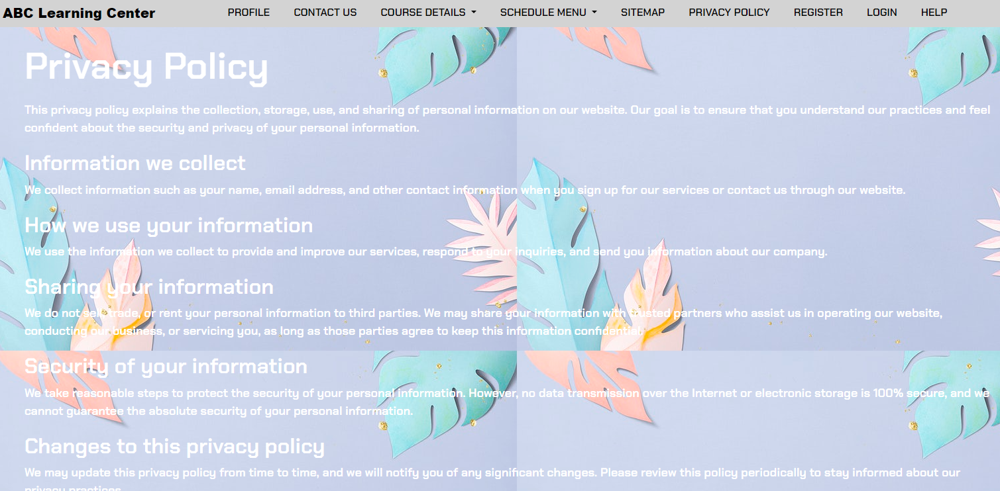 ABC Learning Center PROFILE CONTACT US COURSE DETAILS SCHEDULE MENU SITEMAP PRIVACY POLICY REGISTER LOGIN HELP
Privacy Policy
This privacy policy explains the collection, storage, use, and sharing of personal information on our website. Our goal is to ensure that you understand our practices and feel
confident about the security and privacy of your personal information.
Information we collect
We collect information such as your name, email address, and other contact information when you sign up for our services or contact us through our website.
How we use your information
We use the information we collect to provide and improve our services, respond to your inquiries, and send you information about our company.
Sharing your information
We do not sell, trade, or rent your personal information to third parties. We may share your information with trusted partners who assist us in operating our website,
conducting our business, or servicing you, as long as those parties agree to keep this information confidential.
Security of your information
We take reasonable steps to protect the security of your personal information. However, no data transmission over the Internet or electronic storage is 100% secure, and we
cannot guarantee the absolute security of your personal information.
Changes to this privacy policy
We may update this privacy policy from time to time, and we will notify you of any significant changes. Please review this policy periodically to stay informed about our
privacy practices.